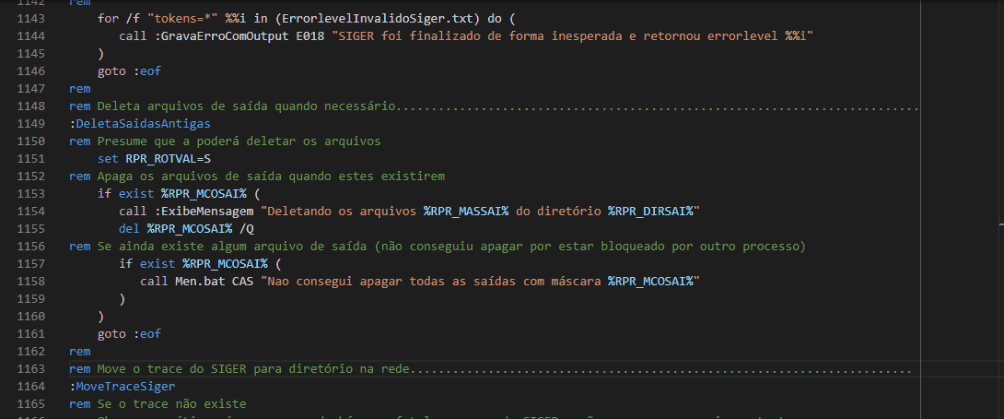 1142 rem
1143 for /f "tokens=*" %%i in (ErrorlevelInvalidoSiger.txt) do (
1144 call :GravaErroComOutput E018 "SIGER foi finalizado de forma inesperada e retornou errorlevel %%i"
1145 )
1146 goto :eof
1147 rem
1148 rem Deleta arquivos de saída quando necessário.........................................................................
1149 :DeletaSaidasAntigas
1150 rem Presume que a poderá deletar os arquivos
1151 set RPR_ROTVAL=S
1152 rem Apaga os arquivos de saída quando estes existirem
1153 if exist %RPR_MCOSAI% (
1154 call :ExibeMensagem "Deletando os arquivos %RPR_MASSAI% do diretório %RPR_DIRSAI%"
1155 del %RPR_MCOSAI% /Q
1156 rem Se ainda existe algum arquivo de saída (não conseguiu apagar por estar bloqueado por outro processo)
1157 if exist %RPR_MCOSAI% (
1158 call Men.bat CAS "Nao consegui apagar todas as saídas com máscara %RPR_MCOSAI%"
1159 )
1160 )
1161 goto :eof
1162 rem
1163 rem Move o trace do SIGER para diretório na rede.......................................................................
1164 :MoveTraceSiger
1165 rem Se o trace não existe